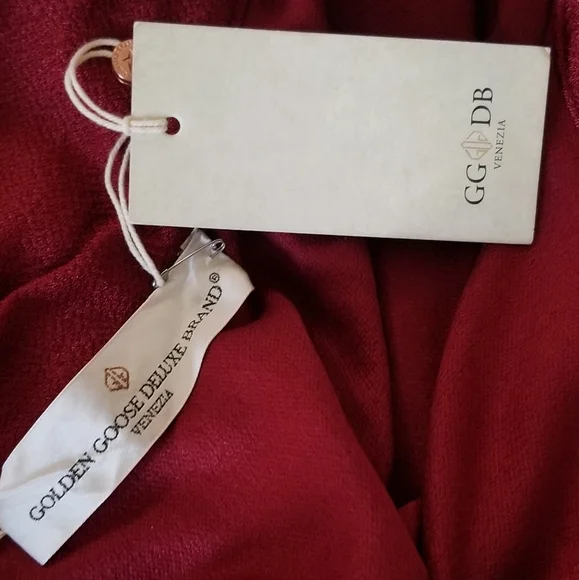 GG DB
VENEZIA
GOLDEN GOOSE DELUXE BRAND®
VENEZIA